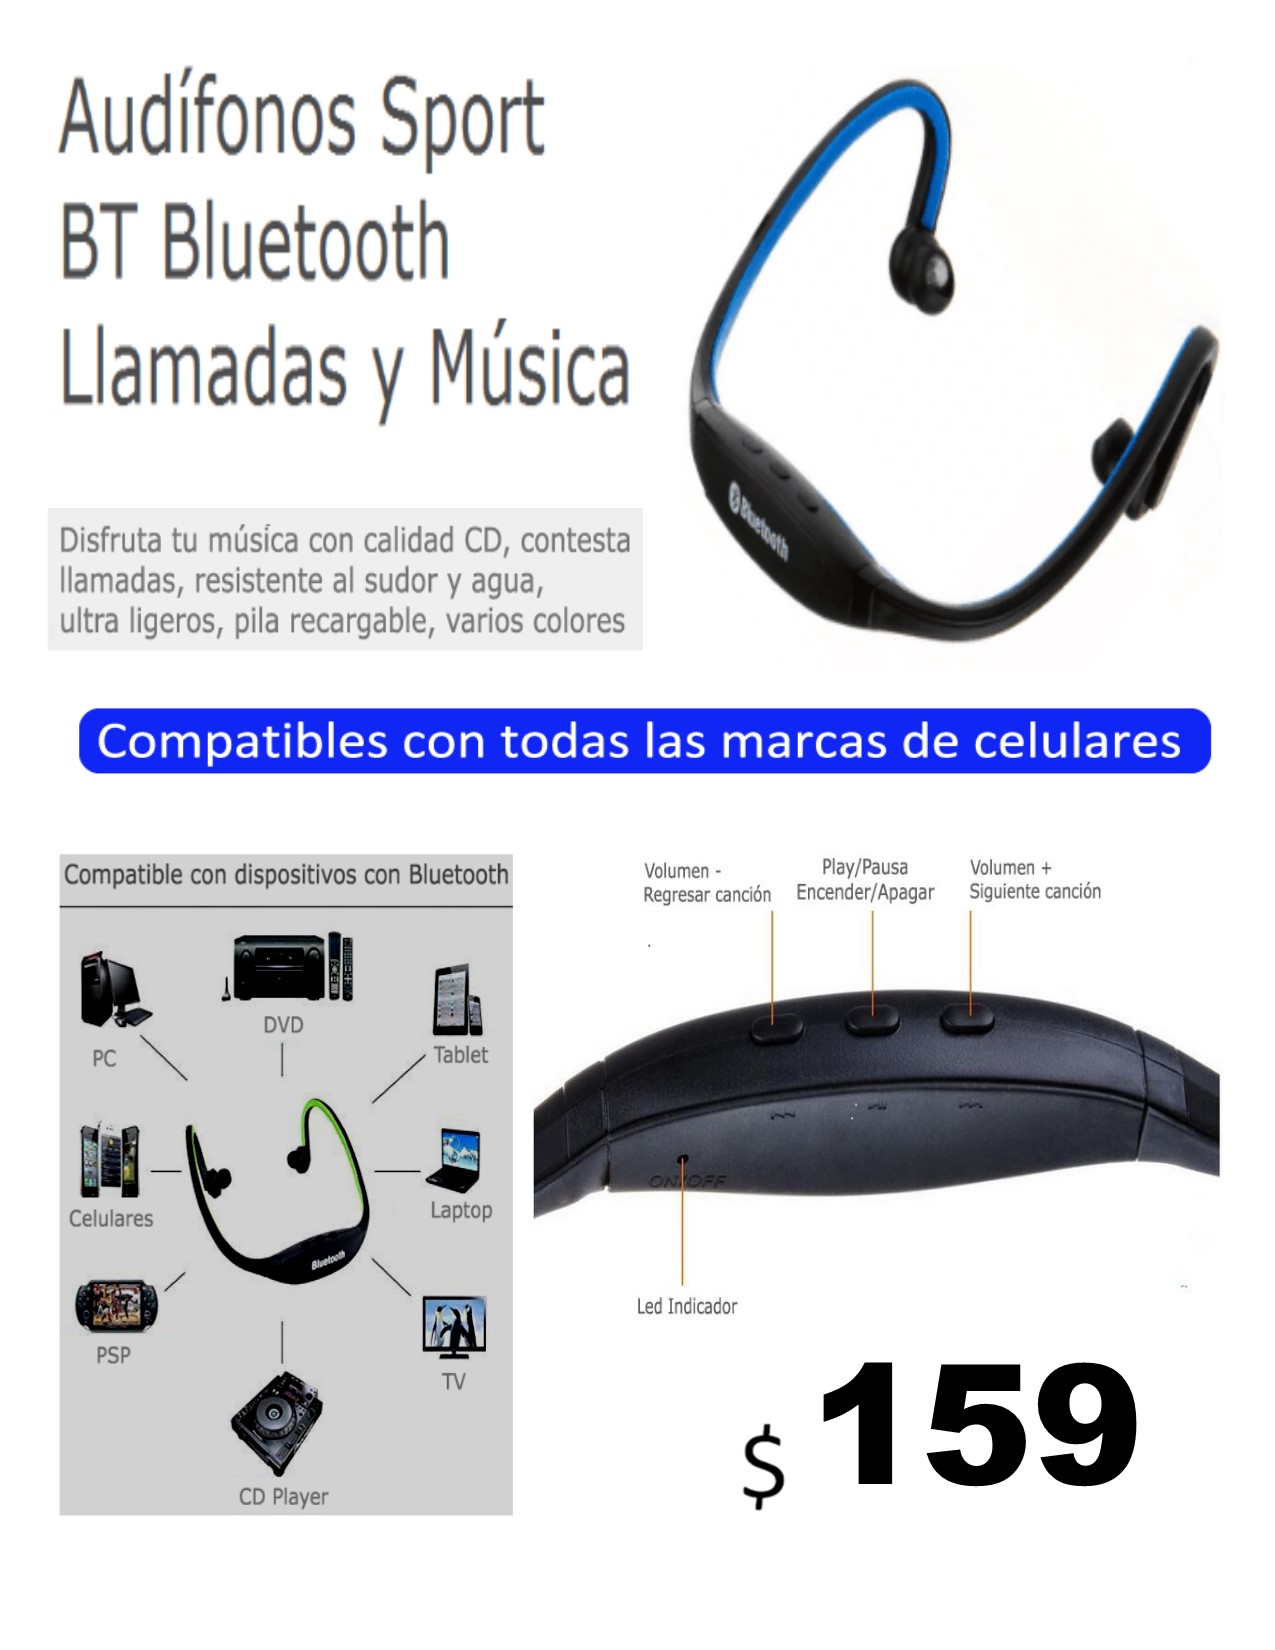 Audífonos Sport
BT Bluetooth
Llamadas y Música
Bluetooth
Disfruta tu música con calidad CD, contesta
llamadas, resistente al sudor y agua,
ultra ligeros, pila recargable, varios colores
Compatibles con todas las marcas de celulares
Compatible con dispositivos con Bluetooth
PC
DVD
Tablet
Celulares
Laptop
Bluetooth
PSP
TV
CD Player
Volumen -
Regresar canción
Play/Pausa
Encender/Apagar
Volumen +
Siguiente canción
ON/OFF
Led Indicador
$ 159